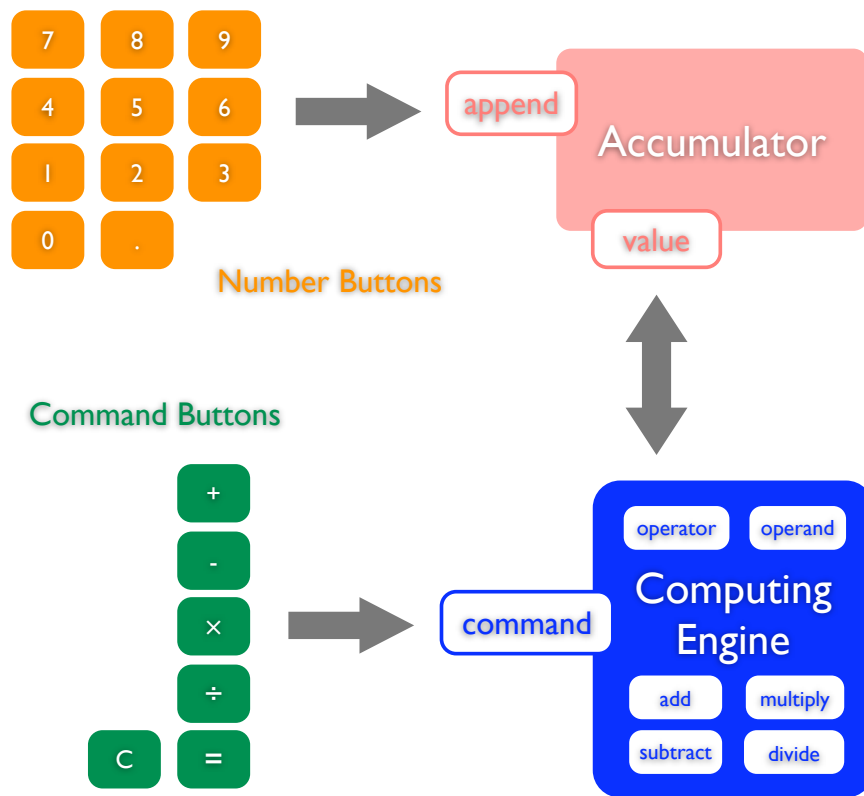 7 8 9
4 5 6
1 2 3
0 .
Number Buttons
append
Accumulator
value
Command Buttons
+
-
×
÷
C =
command
operator operand
Computing
Engine
add multiply
subtract divide